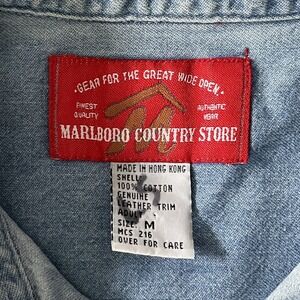 GEAR FOR THE GREAT WIDE OPEN.
FINEST QUALITY
AUTHENTIC WEAR
M
MARLBORO COUNTRY STORE
MADE IN HONG KONG
SHELL:
100% COTTON
GENUINE
LEATHER TRIM
ADULT
SIZE: M
MCS 216
OVER FOR CARE